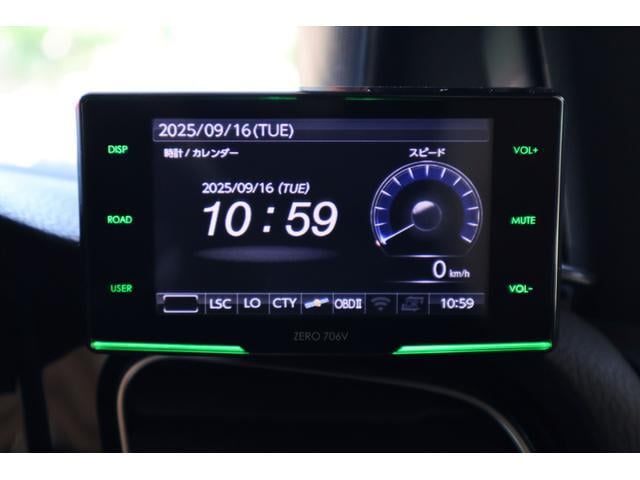 2025/09/16(TUE)
DISP
時計/カレンダー
スピード
VOL+
2025/09/16 (TUE)
ROAD
10:59
MUTE
0 km/h
USER
LSC LO CTY OBDⅡ 10:59
VOL-
ZERO 706V